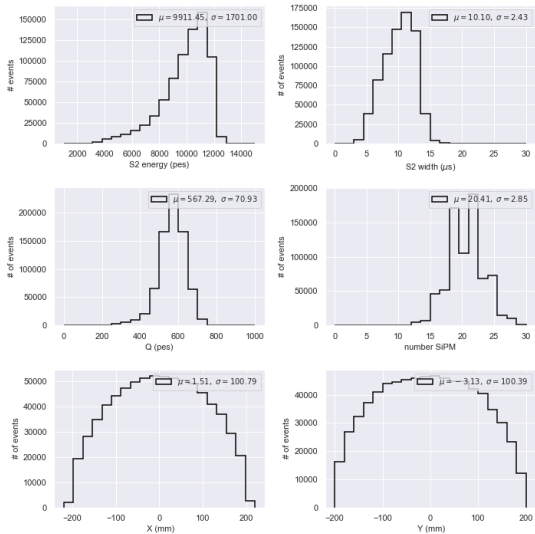 μ = 9911.45, σ = 1701.00
# of events
150000
125000
100000
75000
50000
25000
0
2000 4000 6000 8000 10000 12000 14000
S2 energy (pes)
μ = 10.10, σ = 2.43
# of events
175000
150000
125000
100000
75000
50000
25000
0
0 5 10 15 20 25 30
S2 width (μs)
μ = 567.29, σ = 70.93
# of events
200000
150000
100000
50000
0
0 200 400 600 800 1000
Q (pes)
μ = 20.41, σ = 2.85
# of events
200000
150000
100000
50000
0
0 5 10 15 20 25 30
number SiPM
μ = 1.51, σ = 100.79
# of events
50000
40000
30000
20000
10000
0
−200 −100 0 100 200
X (mm)
μ = −3.13, σ = 100.39
# of events
40000
30000
20000
10000
0
−200 −100 0 100 200
Y (mm)